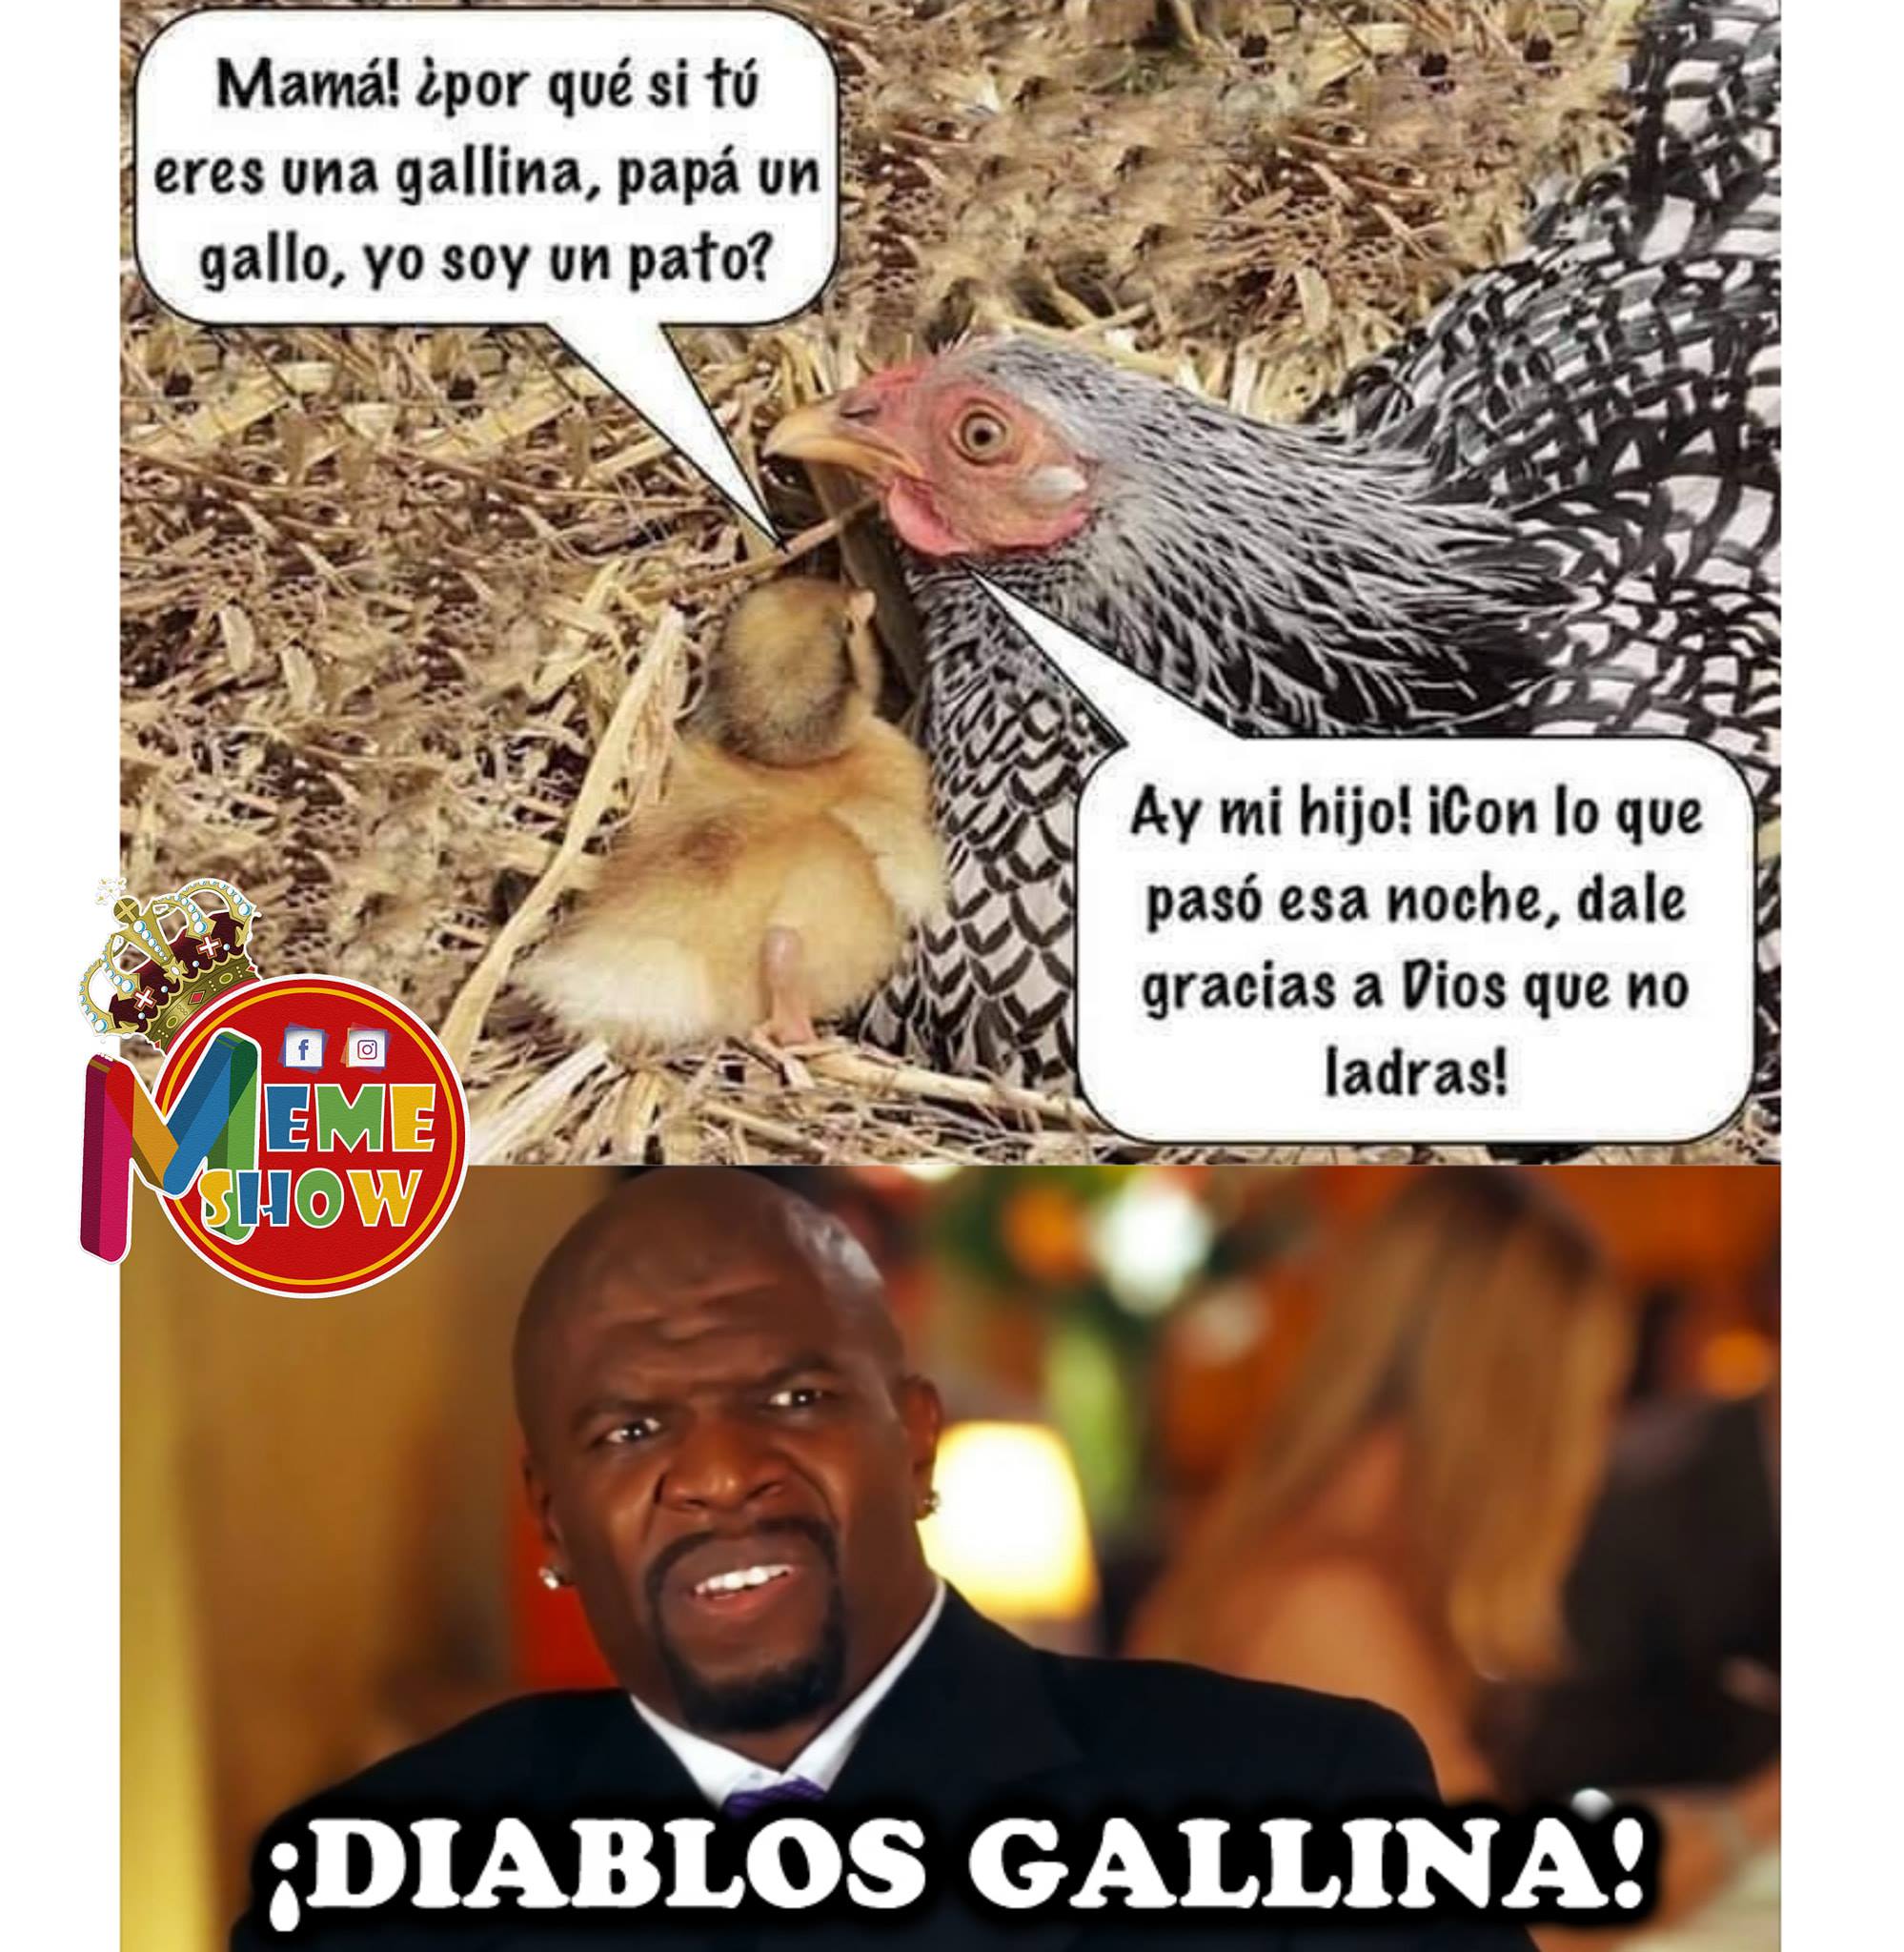 Mamá! ¿por qué si tú
eres una gallina, papá un
gallo, yo soy un pato?
Ay mi hijo! ¡Con lo que
pasó esa noche, dale
gracias a Dios que no
ladras!
MEME
SHOW
¡DIABLOS GALLINA!